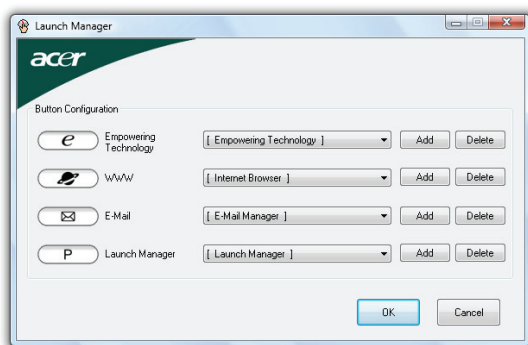 Launch Manager
acer
Button Configuration
e Empowering Technology [ Empowering Technology ] Add Delete
WWW [ Internet Browser ] Add Delete
E-Mail [ E-Mail Manager ] Add Delete
P Launch Manager [ Launch Manager ] Add Delete
OK Cancel